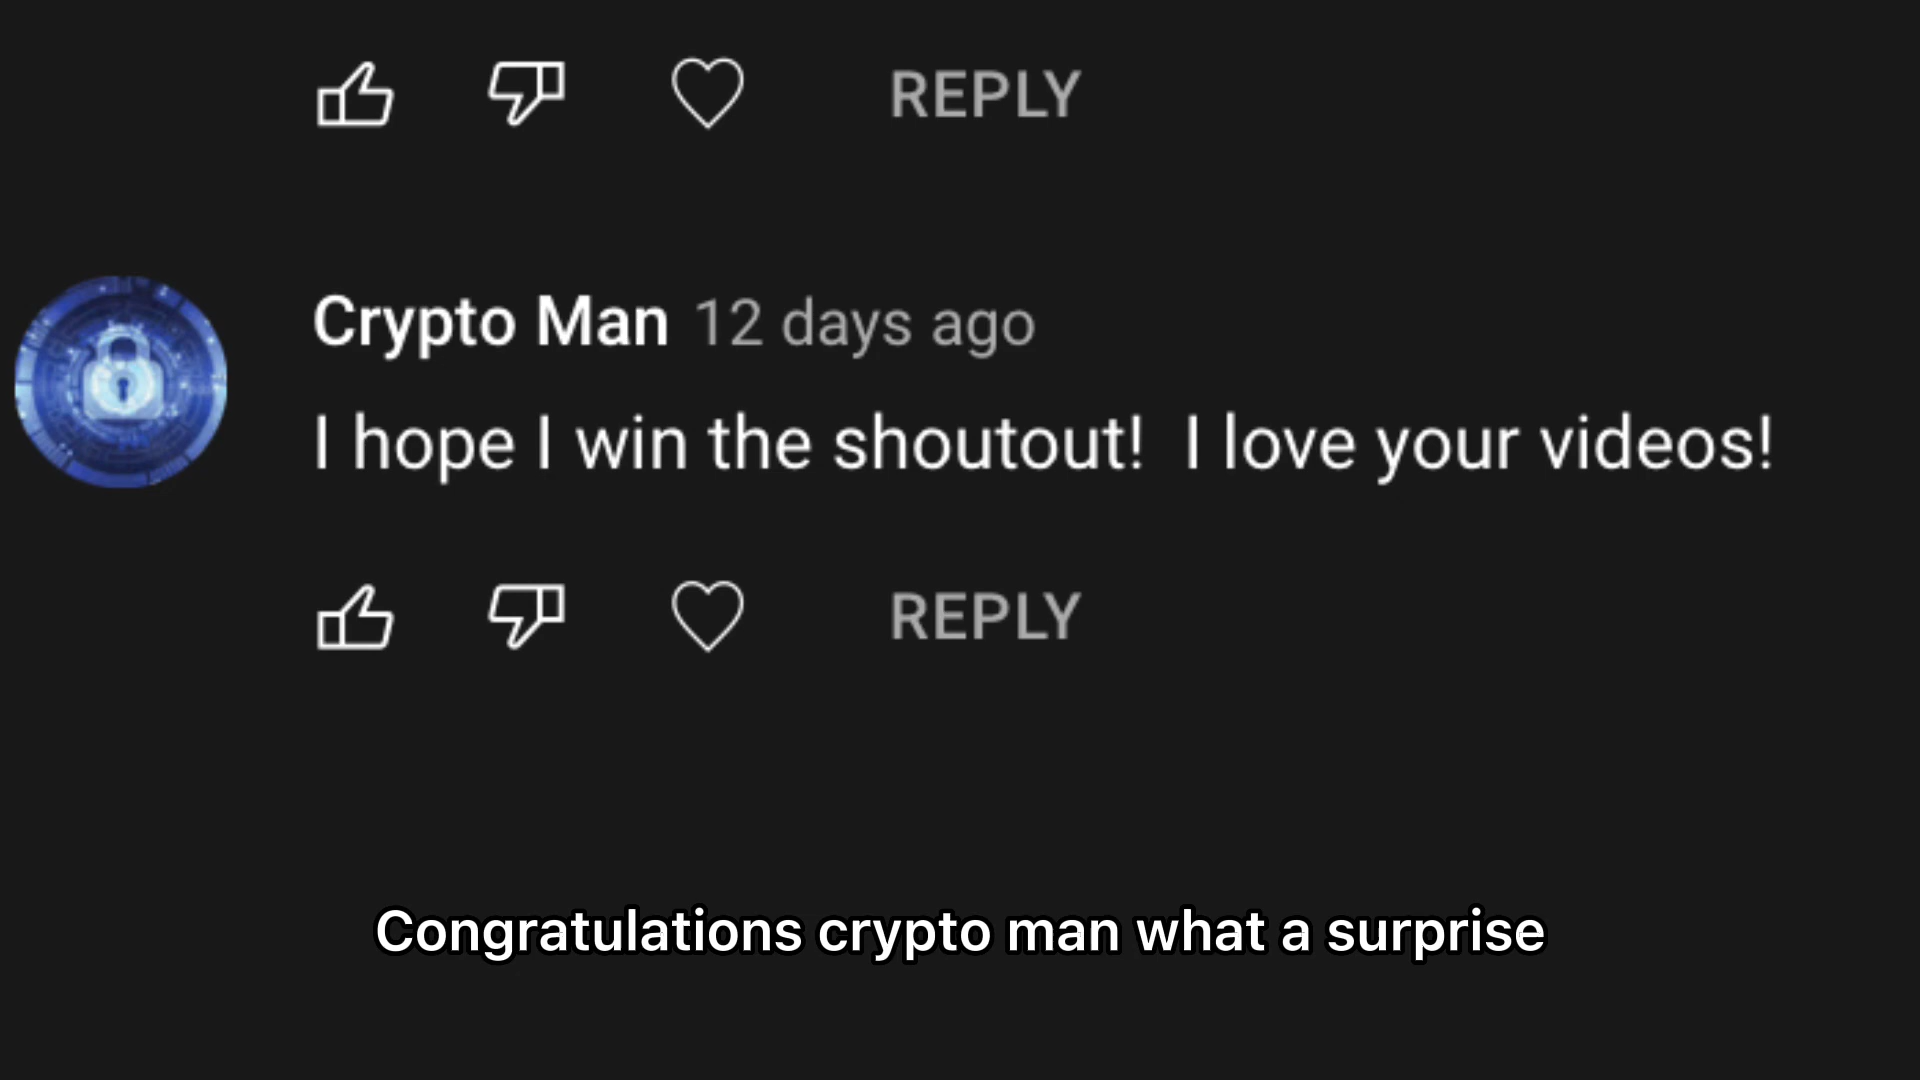 REPLY
Crypto Man 12 days ago
I hope I win the shoutout!  I love your videos!
REPLY
Congratulations crypto man what a surprise